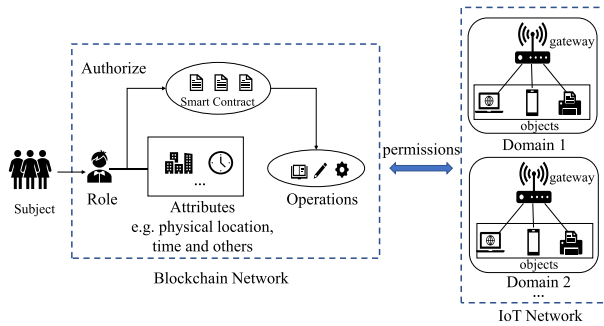 Authorize
Smart Contract
Subject
Role
...
Attributes
e.g. physical location,
time and others
Operations
Blockchain Network
permissions
gateway
objects
Domain 1
gateway
objects
Domain 2
...
IoT Network